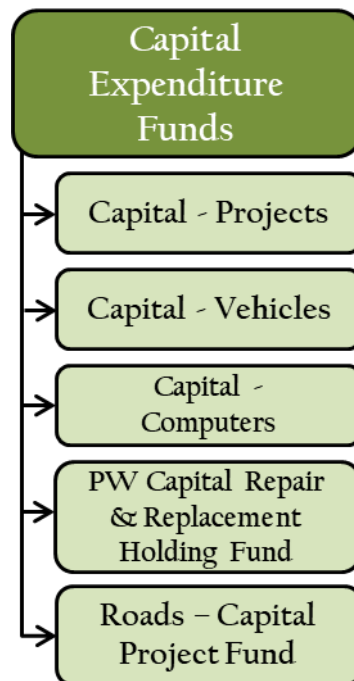 Capital
Expenditure
Funds
Capital - Projects
Capital - Vehicles
Capital -
Computers
PW Capital Repair
& Replacement
Holding Fund
Roads – Capital
Project Fund